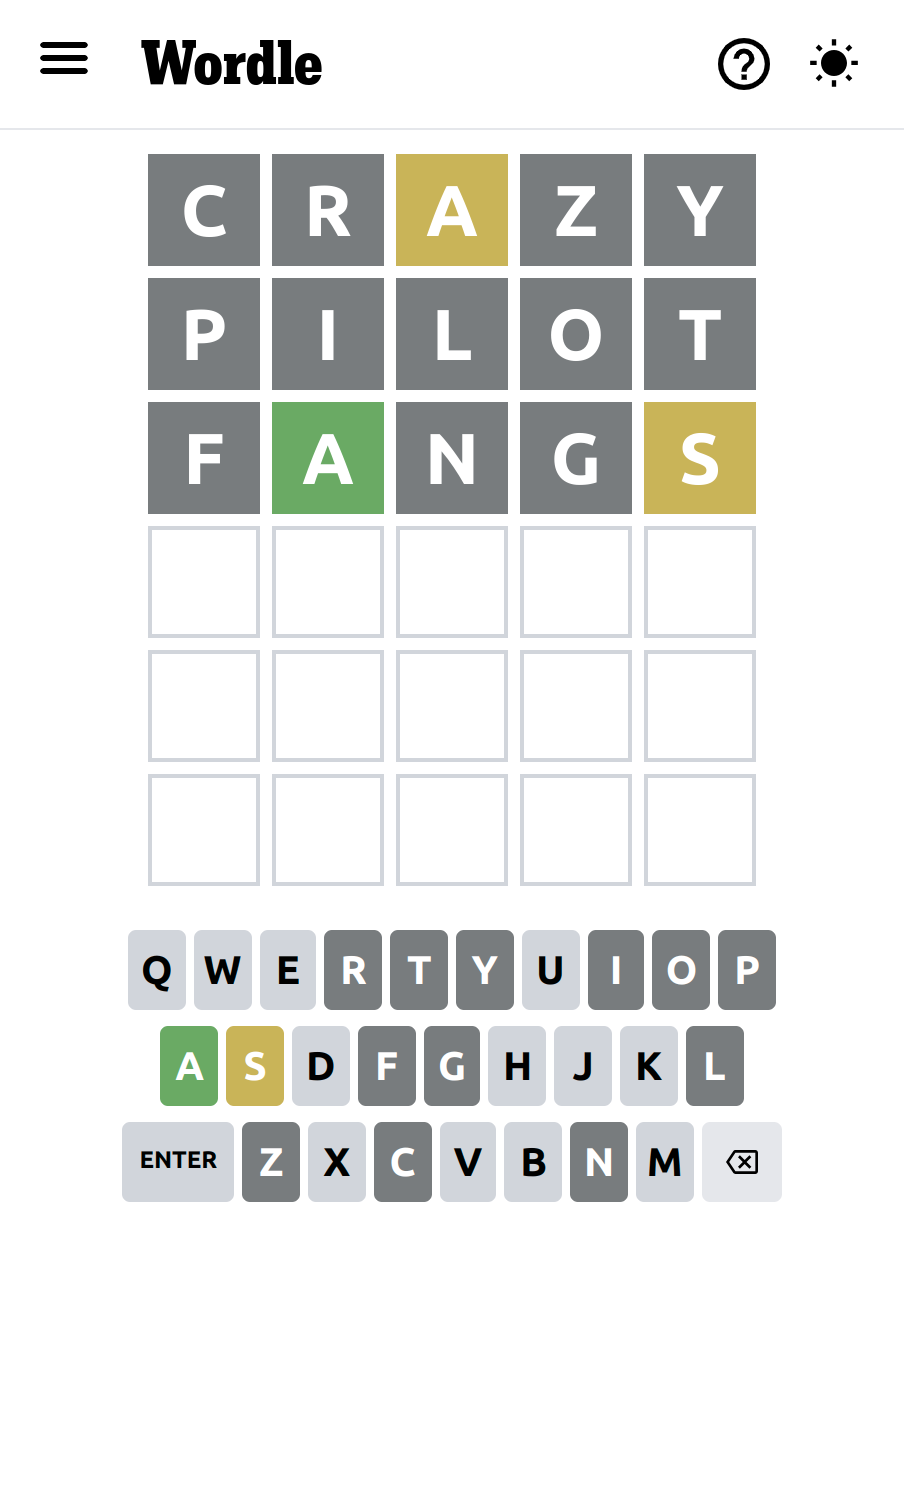 Wordle
C R A Z Y
P I L O T
F A N G S
Q W E R T Y U I O P
A S D F G H J K L
ENTER Z X C V B N M